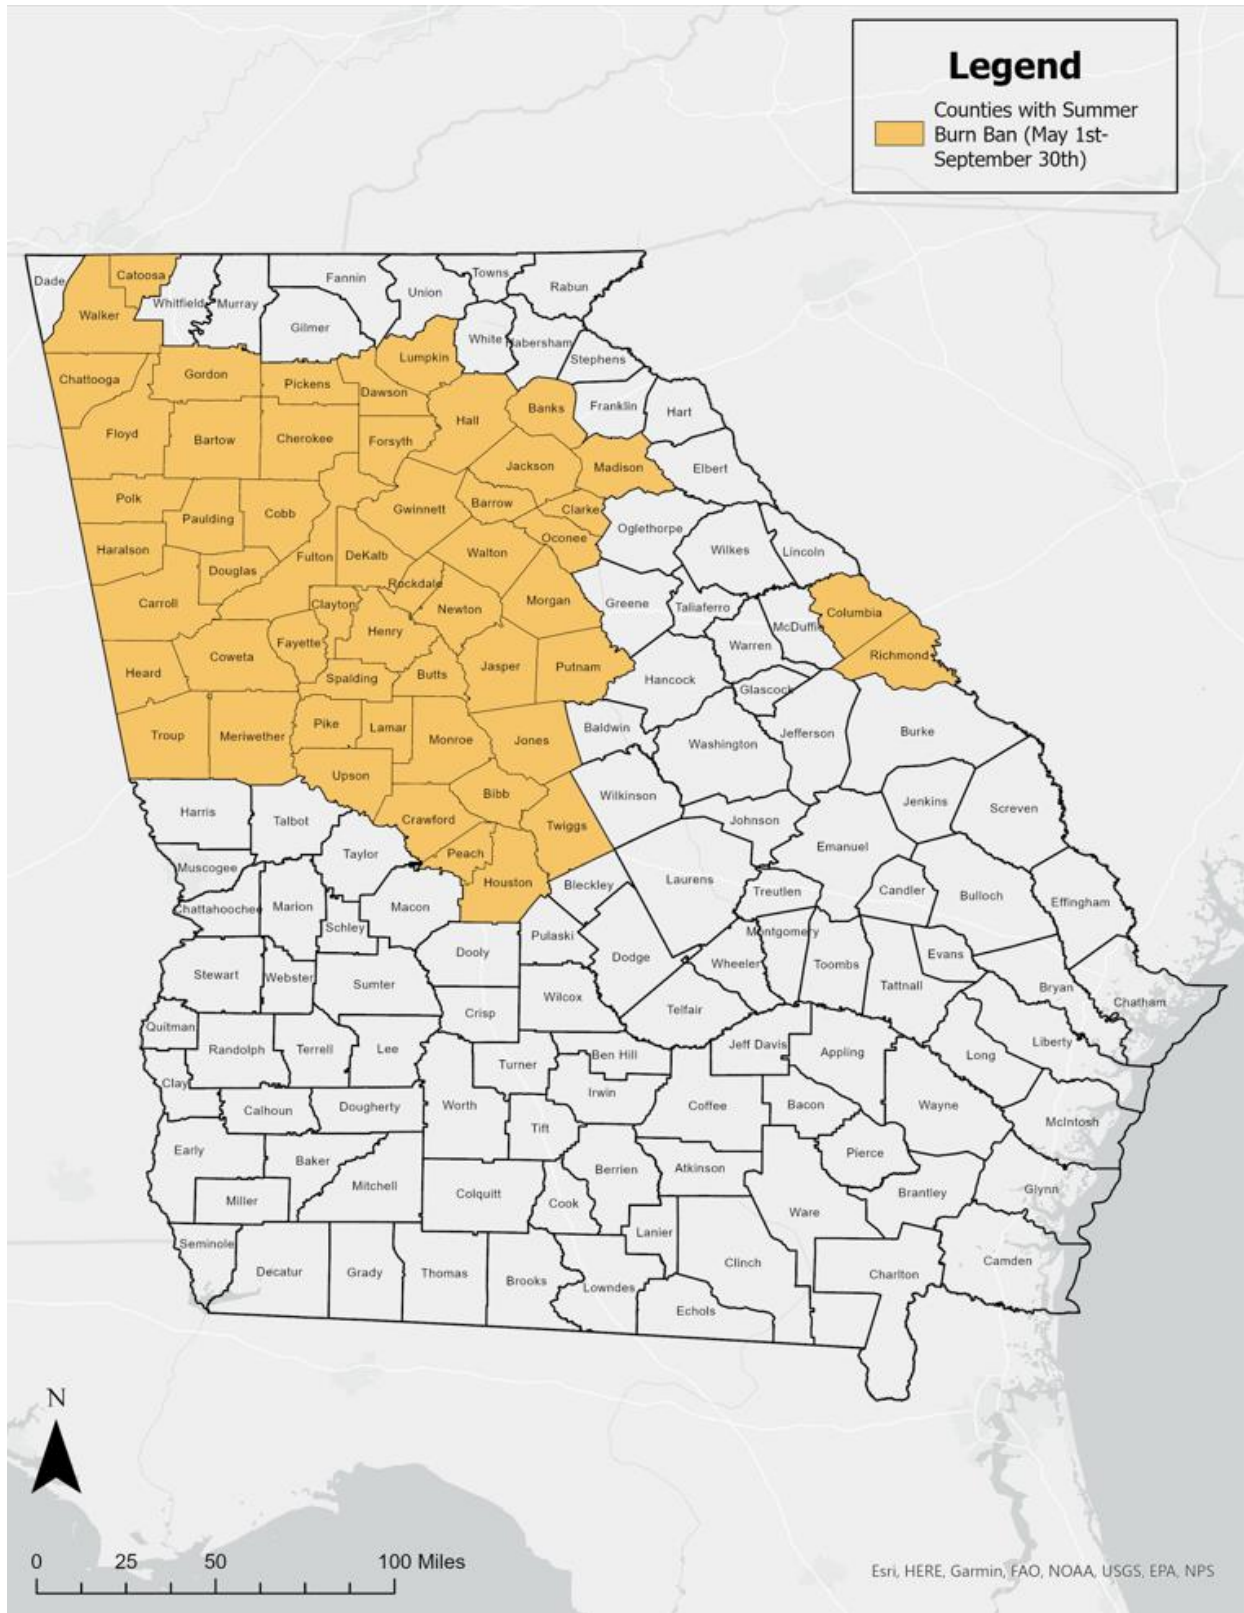 Legend
Counties with Summer
Burn Ban (May 1st-
September 30th)
Dade
Catoosa
Walker
Whitfield
Murray
Fannin
Gilmer
Union
Towns
Rabun
White
Habersham
Stephens
Lumpkin
Chattooga
Gordon
Pickens
Dawson
Hall
Banks
Franklin
Hart
Floyd
Bartow
Cherokee
Forsyth
Jackson
Madison
Elbert
Polk
Paulding
Cobb
Gwinnett
Barrow
Clarke
Oconee
Oglethorpe
Wilkes
Lincoln
Haralson
Douglas
Fulton
DeKalb
Walton
Rockdale
Carroll
Clayton
Newton
Morgan
Greene
Taliaferro
McDuffie
Columbia
Henry
Fayette
Coweta
Heard
Spalding
Butts
Jasper
Putnam
Hancock
Warren
Glascock
Richmond
Troup
Meriwether
Pike
Lamar
Monroe
Jones
Baldwin
Washington
Jefferson
Burke
Upson
Bibb
Wilkinson
Jenkins
Screven
Harris
Talbot
Crawford
Twiggs
Johnson
Emanuel
Taylor
Peach
Houston
Muscogee
Bleckley
Laurens
Treutlen
Candler
Bulloch
Effingham
Chattahoochee
Marion
Schley
Macon
Pulaski
Montgomery
Dooly
Dodge
Wheeler
Toombs
Evans
Tattnall
Stewart
Webster
Sumter
Wilcox
Bryan
Chatham
Crisp
Telfair
Quitman
Randolph
Terrell
Lee
Turner
Ben Hill
Jeff Davis
Appling
Long
Liberty
Clay
Calhoun
Dougherty
Worth
Irwin
Coffee
Bacon
Wayne
McIntosh
Tift
Early
Baker
Mitchell
Berrien
Atkinson
Pierce
Miller
Colquitt
Cook
Ware
Brantley
Glynn
Lanier
Seminole
Decatur
Grady
Thomas
Brooks
Lowndes
Clinch
Charlton
Camden
Echols
N
0 25 50 100 Miles
Esri, HERE, Garmin, FAO, NOAA, USGS, EPA, NPS